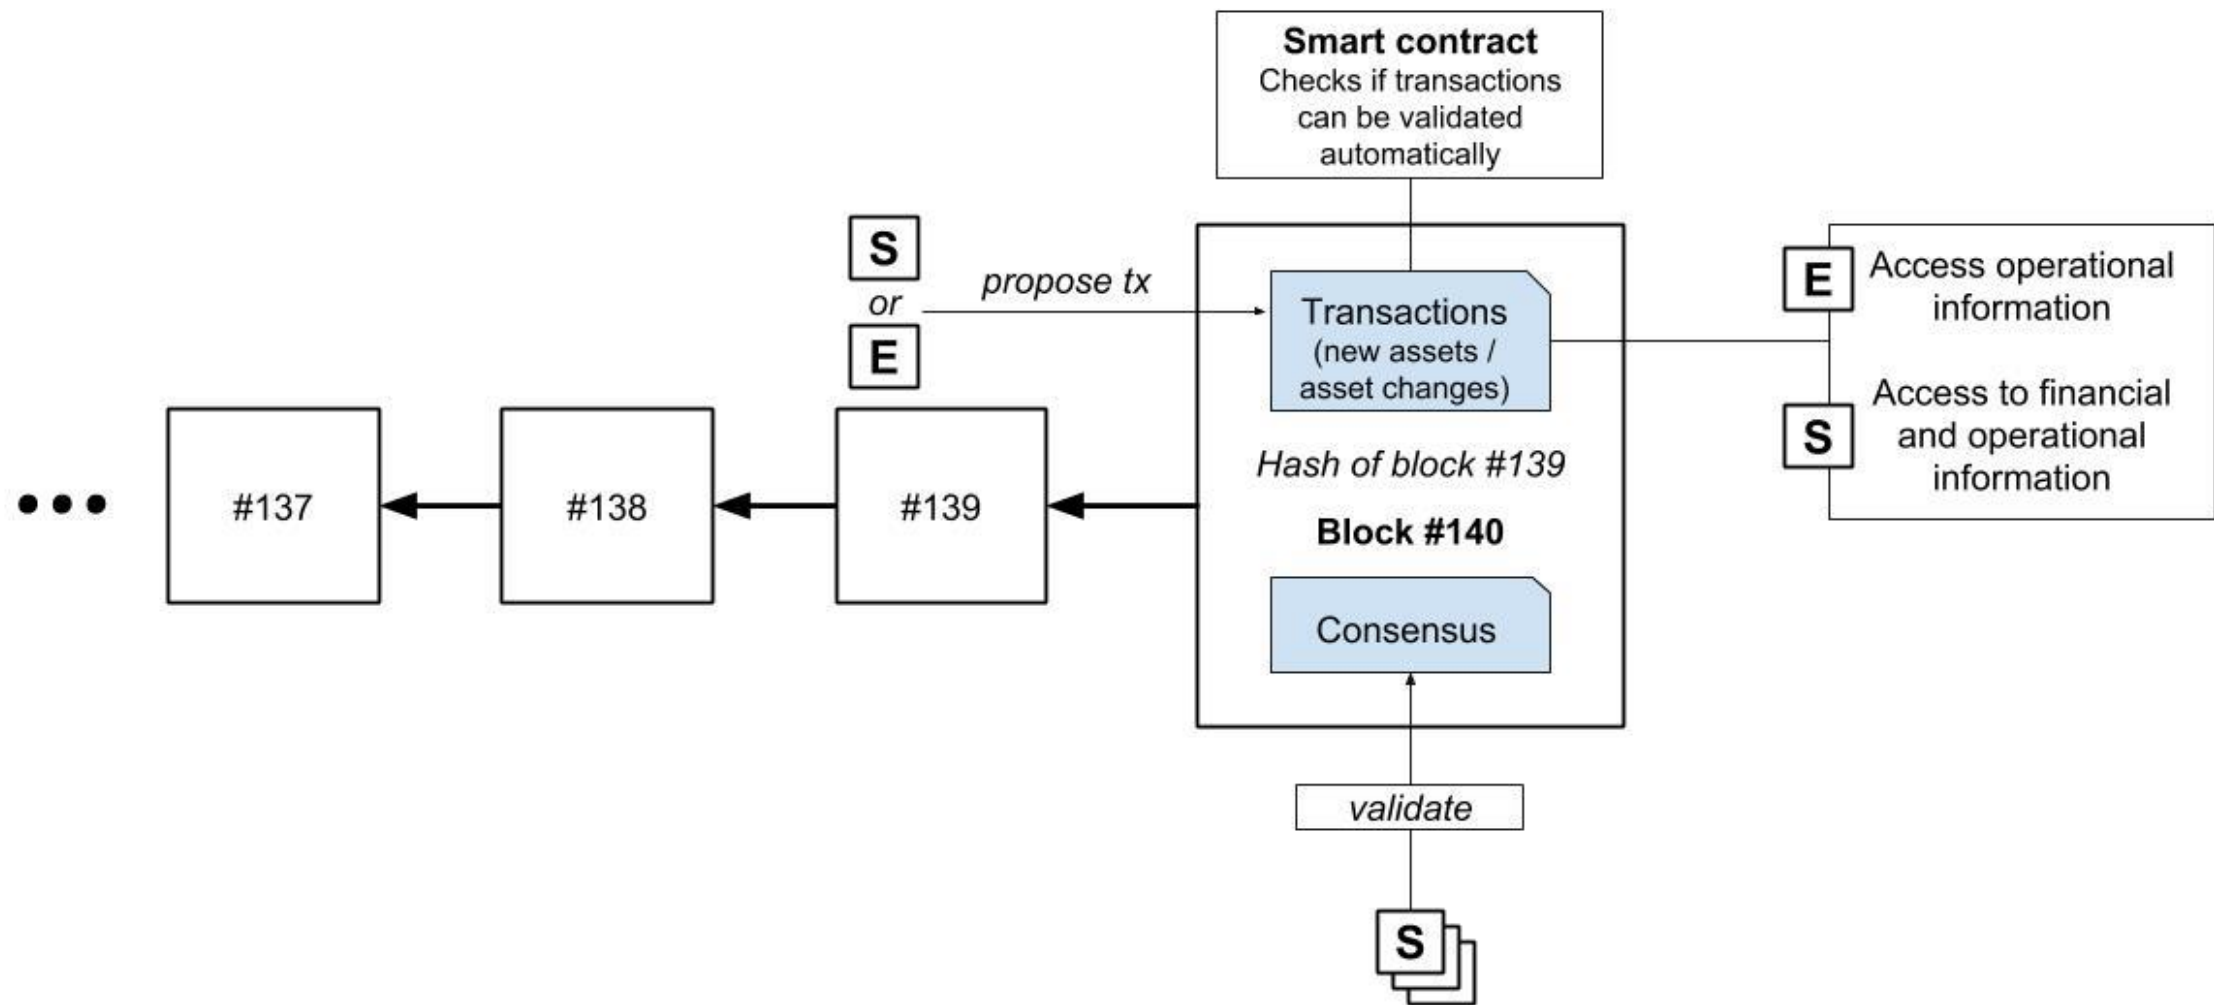 Smart contract
Checks if transactions
can be validated
automatically
S
or
E
propose tx
Transactions
(new assets /
asset changes)
E
Access operational
information
S
Access to financial
and operational
information
#137
#138
#139
Hash of block #139
Block #140
Consensus
validate
S